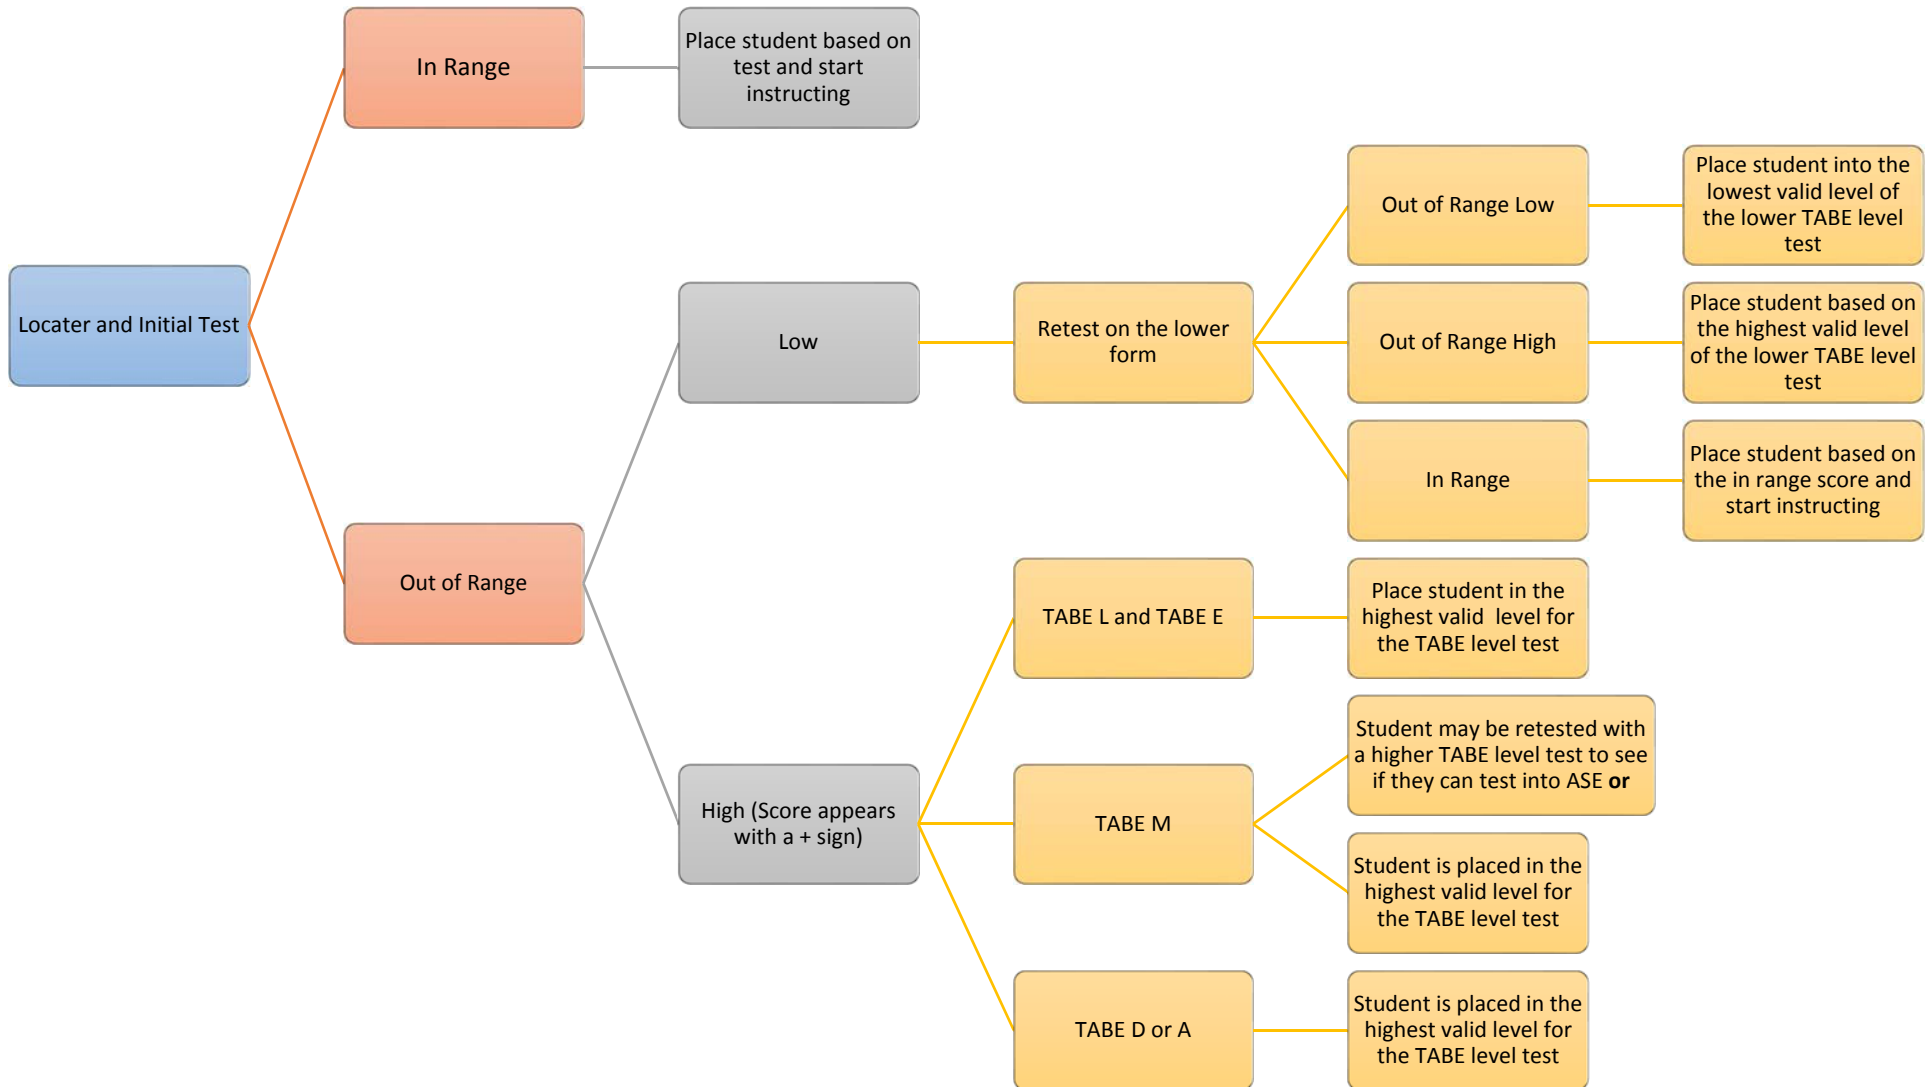 Locater and Initial Test
In Range
Place student based on
test and start
instructing
Out of Range
Low
Retest on the lower
form
Out of Range Low
Place student into the
lowest valid level of
the lower TABE level
test
Out of Range High
Place student based on
the highest valid level
of the lower TABE level
test
In Range
Place student based on
the in range score and
start instructing
High (Score appears
with a + sign)
TABE L and TABE E
Place student in the
highest valid  level for
the TABE level test
TABE M
Student may be retested with
a higher TABE level test to see
if they can test into ASE or
Student is placed in the
highest valid level for
the TABE level test
TABE D or A
Student is placed in the
highest valid level for
the TABE level test